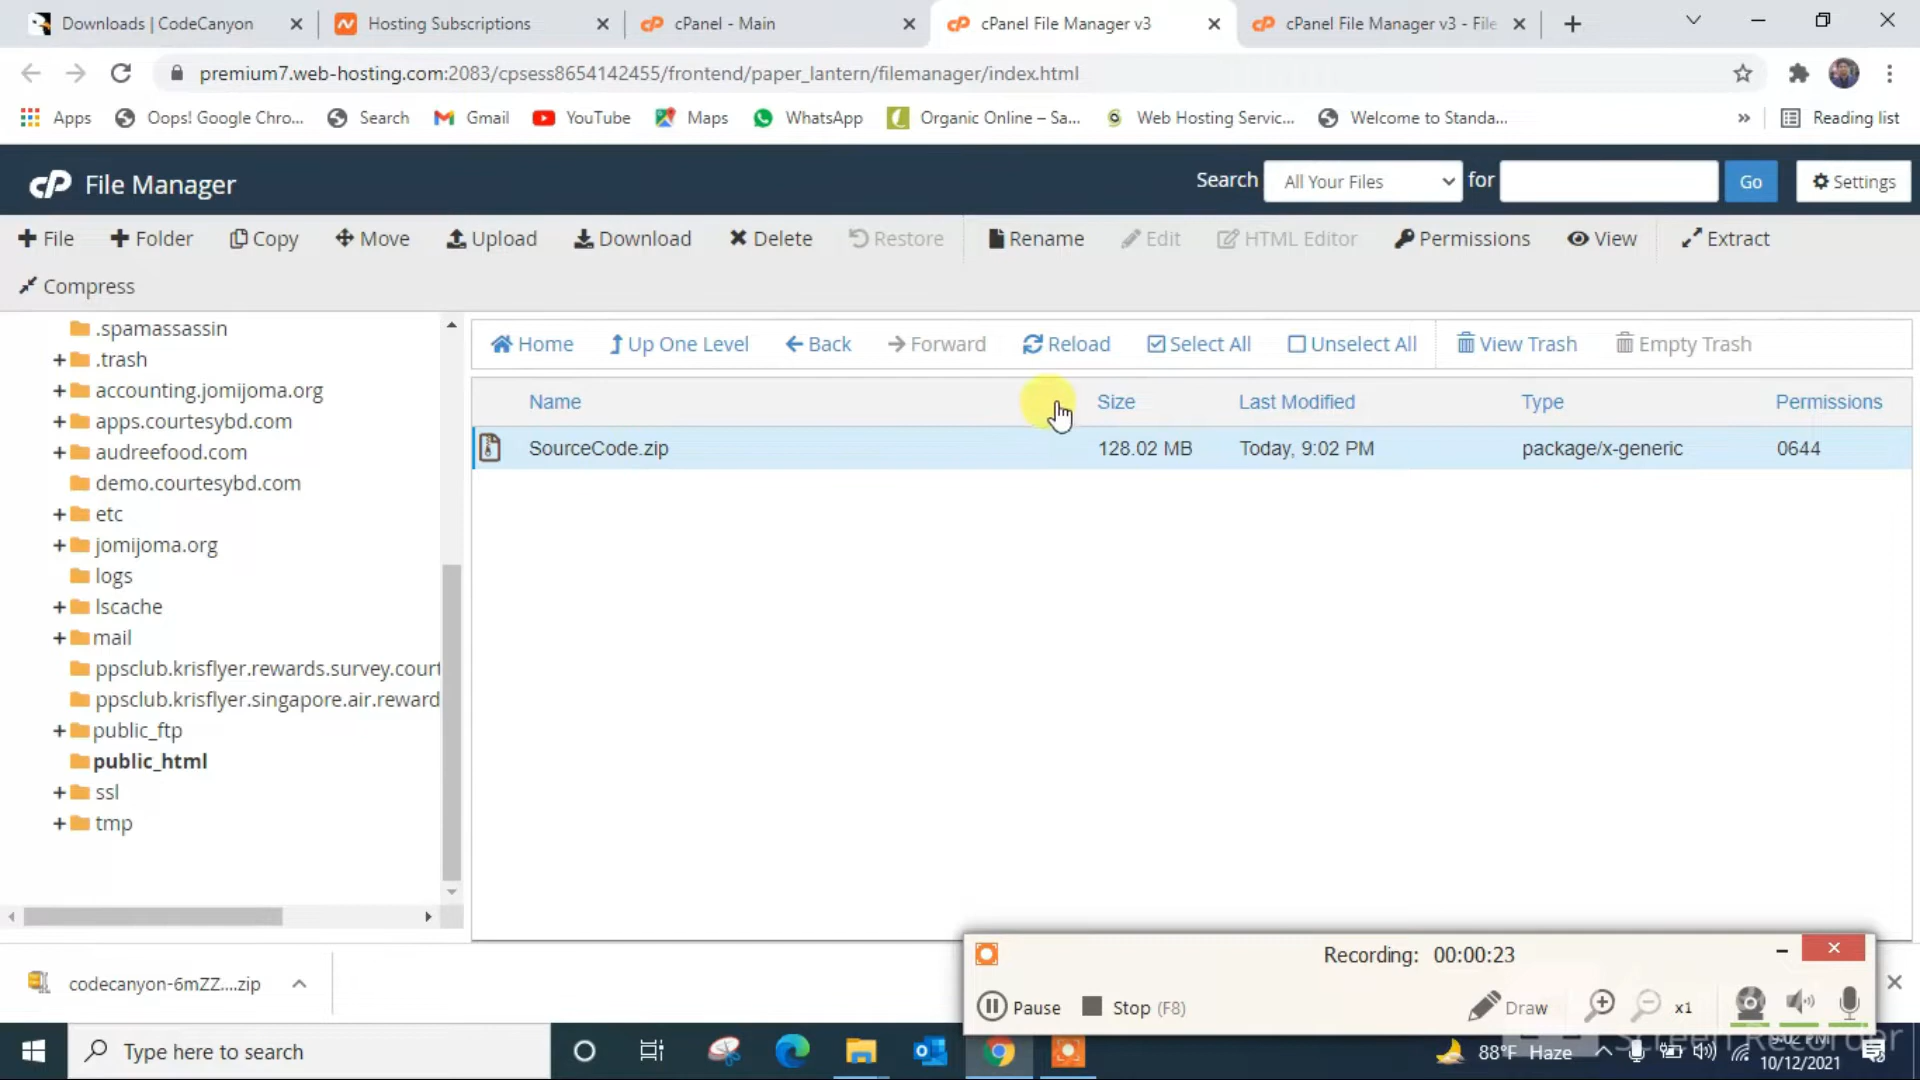 Downloads | CodeCanyon
Hosting Subscriptions
cPanel - Main
cPanel File Manager v3
cPanel File Manager v3 - File
premium7.web-hosting.com:2083/cpsess8654142455/frontend/paper_lantern/filemanager/index.html
Apps
Oops! Google Chro...
Search
Gmail
YouTube
Maps
WhatsApp
Organic Online – Sa...
Web Hosting Servic...
Welcome to Standa...
»
Reading list
cP File Manager
Search
All Your Files
for
Go
Settings
File
Folder
Copy
Move
Upload
Download
Delete
Restore
Rename
Edit
HTML Editor
Permissions
View
Extract
Compress
.spamassassin
.trash
accounting.jomijoma.org
apps.courtesybd.com
audreefood.com
demo.courtesybd.com
etc
jomijoma.org
logs
lscache
mail
ppsclub.krisflyer.rewards.survey.court
ppsclub.krisflyer.singapore.air.reward
public_ftp
public_html
ssl
tmp
Home
Up One Level
Back
Forward
Reload
Select All
Unselect All
View Trash
Empty Trash
Name
Size
Last Modified
Type
Permissions
SourceCode.zip
128.02 MB
Today, 9:02 PM
package/x-generic
0644
codecanyon-6mZZ....zip
Recording: 00:00:23
Pause
Stop (F8)
Draw
x1
Screen Recorder
Type here to search
88°F Haze
9:02 PM
10/12/2021